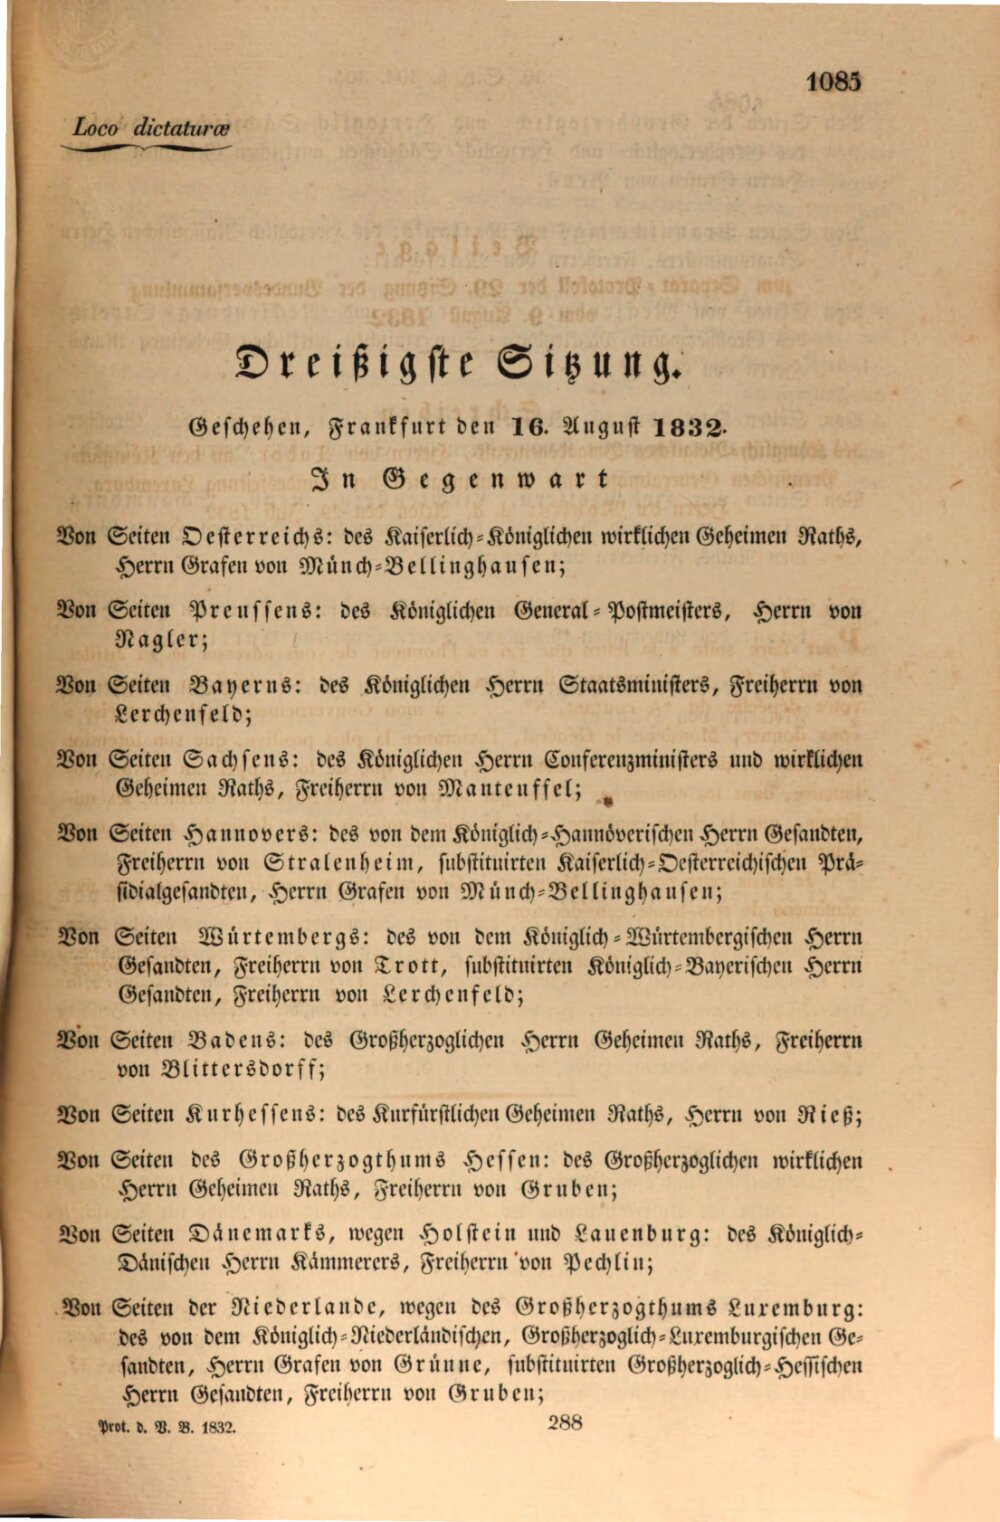 1085
Loco dictaturæ
Dreißigste Sitzung.
Geschehen, Frankfurt den 16. August 1832.
In Gegenwart
Von Seiten Oesterreichs: des Kaiserlich-Königlichen wirklichen Geheimen Raths,
Herrn Grafen von Münch-Bellinghausen;
Von Seiten Preussens: des Königlichen General-Postmeisters, Herrn von
Nagler;
Von Seiten Bayerns: des Königlichen Herrn Staatsministers, Freiherrn von
Lerchenfeld;
Von Seiten Sachsens: des Königlichen Herrn Conferenzministers und wirklichen
Geheimen Raths, Freiherrn von Manteuffel;
Von Seiten Hannovers: des von dem Königlich-Hannöverischen Herrn Gesandten,
Freiherrn von Stralenheim, substituirten Kaiserlich-Oesterreichischen Prä-
sidialgesandten, Herrn Grafen von Münch-Bellinghausen;
Von Seiten Würtembergs: des von dem Königlich-Würtembergischen Herrn
Gesandten, Freiherrn von Trott, substituirten Königlich-Bayerischen Herrn
Gesandten, Freiherrn von Lerchenfeld;
Von Seiten Badens: des Großherzoglichen Herrn Geheimen Raths, Freiherrn
von Blittersdorff;
Von Seiten Kurhessens: des Kurfürstlichen Geheimen Raths, Herrn von Rieß;
Von Seiten des Großherzogthums Hessen: des Großherzoglichen wirklichen
Herrn Geheimen Raths, Freiherrn von Gruben;
Von Seiten Dänemarks, wegen Holstein und Lauenburg: des Königlich-
Dänischen Herrn Kämmerers, Freiherrn von Pechlin;
Von Seiten der Niederlande, wegen des Großherzogthums Luxemburg:
des von dem Königlich-Niederländischen, Großherzoglich-Luxemburgischen Ge-
sandten, Herrn Grafen von Grünne, substituirten Großherzoglich-Hessischen
Herrn Gesandten, Freiherrn von Gruben;
Prot. d. B. V. 1832.
288